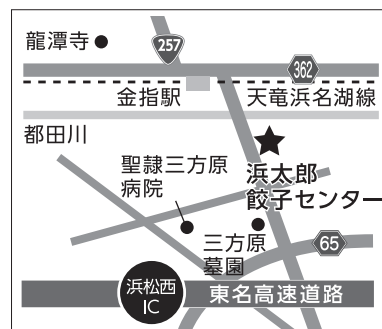 龍潭寺
257
362
金指駅
天竜浜名湖線
都田川
聖隷三方原
病院
浜太郎
餃子センター
三方原
墓園
65
浜松西
IC
東名高速道路